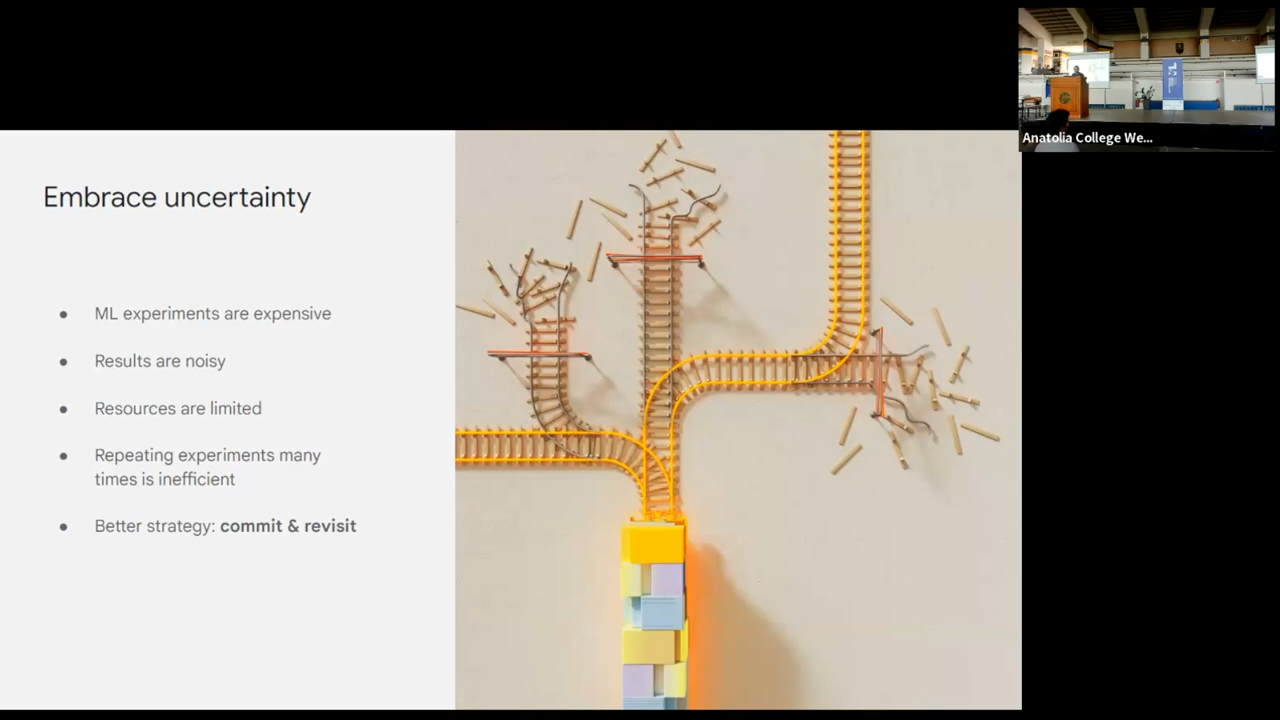 Embrace uncertainty
● ML experiments are expensive
● Results are noisy
● Resources are limited
● Repeating experiments many
times is inefficient
● Better strategy: commit & revisit
Anatolia College We...